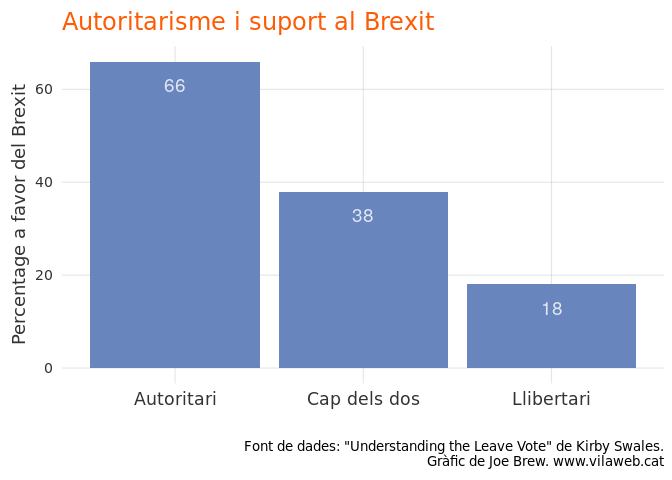 Autoritarisme i suport al Brexit
Percentage a favor del Brexit
60
40
20
0
66
38
18
Autoritari
Cap dels dos
Llibertari
Font de dades: "Understanding the Leave Vote" de Kirby Swales.
Gràfic de Joe Brew. www.vilaweb.cat